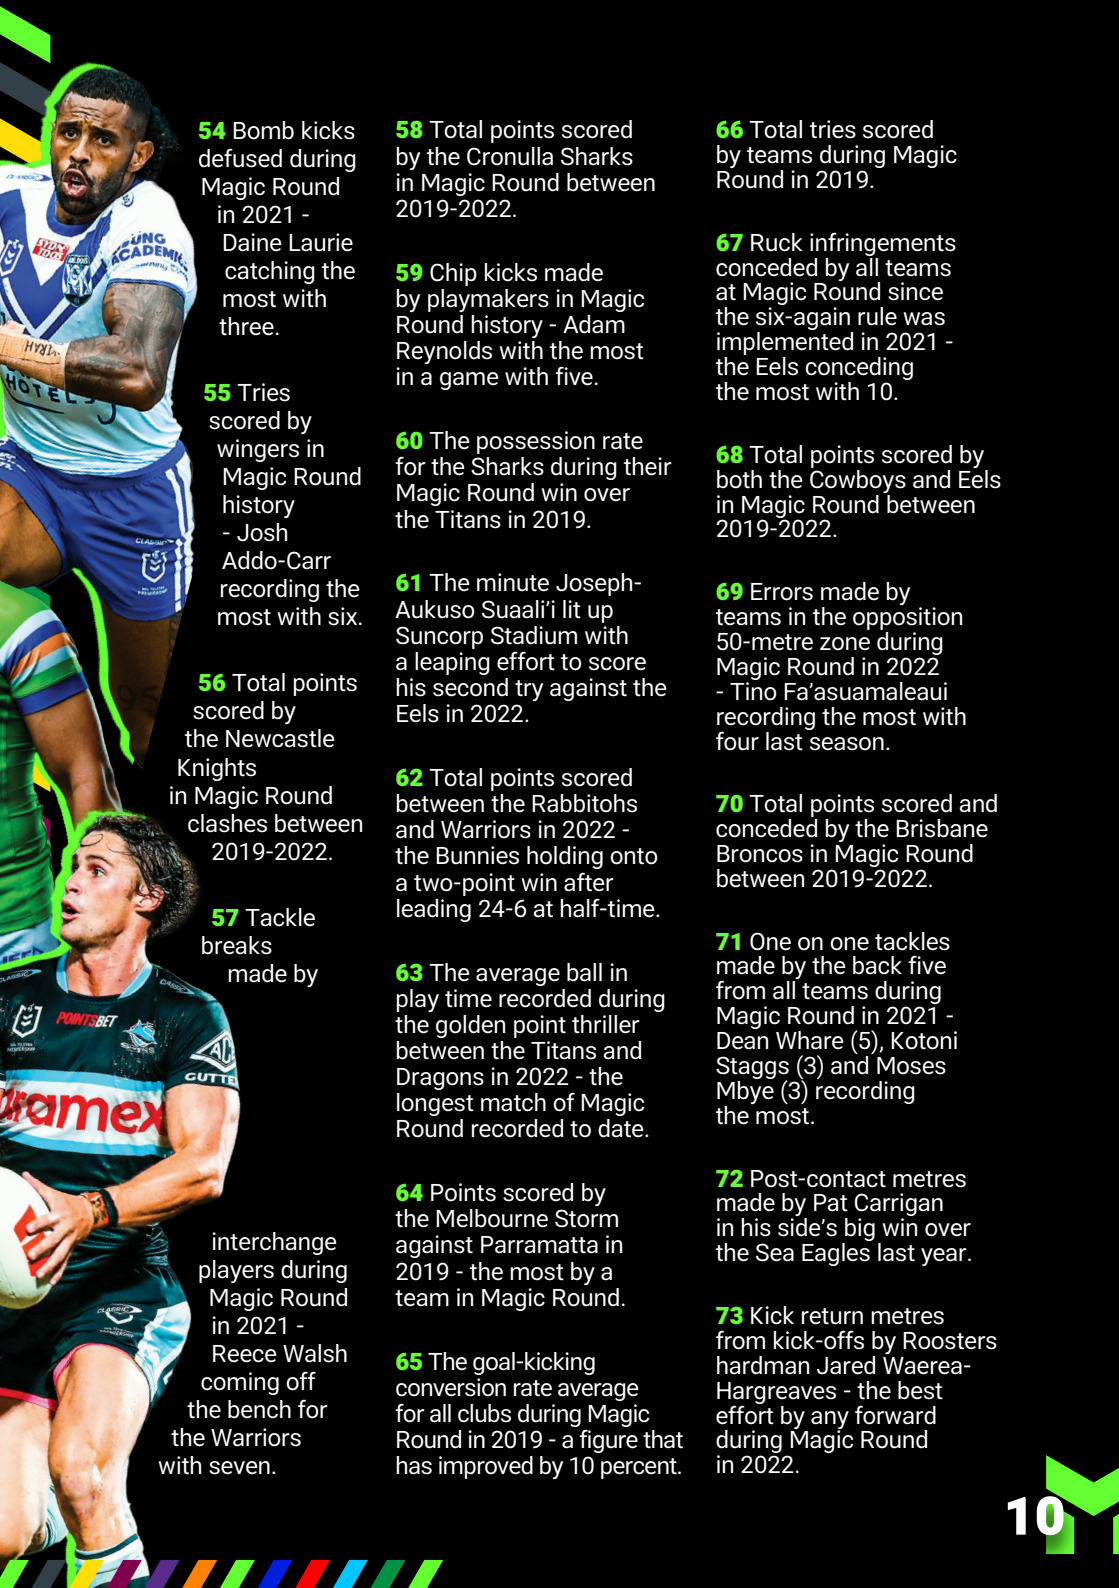 54 Bomb kicks
defused during
Magic Round
in 2021 -
Daine Laurie
catching the
most with
three.
55 Tries
scored by
wingers in
Magic Round
history
- Josh
Addo-Carr
recording the
most with six.
56 Total points
scored by
the Newcastle
Knights
in Magic Round
clashes between
2019-2022.
57 Tackle
breaks
made by
interchange
players during
Magic Round
in 2021 -
Reece Walsh
coming off
the bench for
the Warriors
with seven.
58 Total points scored
by the Cronulla Sharks
in Magic Round between
2019-2022.
59 Chip kicks made
by playmakers in Magic
Round history - Adam
Reynolds with the most
in a game with five.
60 The possession rate
for the Sharks during their
Magic Round win over
the Titans in 2019.
61 The minute Joseph-
Aukuso Suaali’i lit up
Suncorp Stadium with
a leaping effort to score
his second try against the
Eels in 2022.
62 Total points scored
between the Rabbitohs
and Warriors in 2022 -
the Bunnies holding onto
a two-point win after
leading 24-6 at half-time.
63 The average ball in
play time recorded during
the golden point thriller
between the Titans and
Dragons in 2022 - the
longest match of Magic
Round recorded to date.
64 Points scored by
the Melbourne Storm
against Parramatta in
2019 - the most by a
team in Magic Round.
65 The goal-kicking
conversion rate average
for all clubs during Magic
Round in 2019 - a figure that
has improved by 10 percent.
66 Total tries scored
by teams during Magic
Round in 2019.
67 Ruck infringements
conceded by all teams
at Magic Round since
the six-again rule was
implemented in 2021 -
the Eels conceding
the most with 10.
68 Total points scored by
both the Cowboys and Eels
in Magic Round between
2019-2022.
69 Errors made by
teams in the opposition
50-metre zone during
Magic Round in 2022
- Tino Fa’asuamaleaui
recording the most with
four last season.
70 Total points scored and
conceded by the Brisbane
Broncos in Magic Round
between 2019-2022.
71 One on one tackles
made by the back five
from all teams during
Magic Round in 2021 -
Dean Whare (5), Kotoni
Staggs (3) and Moses
Mbye (3) recording
the most.
72 Post-contact metres
made by Pat Carrigan
in his side’s big win over
the Sea Eagles last year.
73 Kick return metres
from kick-offs by Roosters
hardman Jared Waerea-
Hargreaves - the best
effort by any forward
during Magic Round
in 2022.
10
YOUNG
ACADEMIC
HOTELS
CLASSIC
POINTSBET